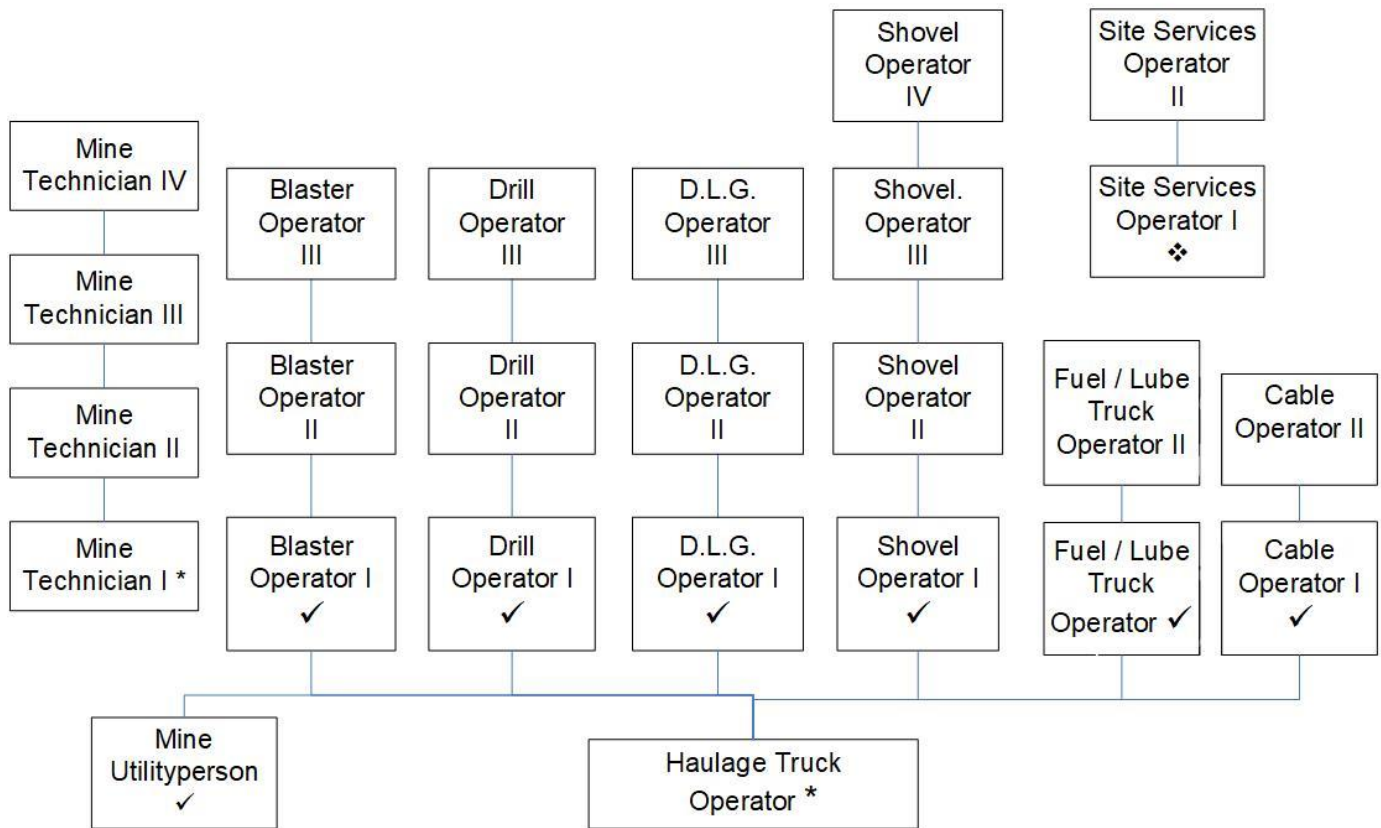 Shovel
Operator
IV
Site Services
Operator
II
Mine
Technician IV
Blaster
Operator
III
Drill
Operator
III
D.L.G.
Operator
III
Shovel.
Operator
III
Site Services
Operator I
❖
Mine
Technician III
Blaster
Operator
II
Drill
Operator
II
D.L.G.
Operator
II
Shovel
Operator
II
Fuel / Lube
Truck
Operator II
Cable
Operator II
Mine
Technician II
Mine
Technician I *
Blaster
Operator I
✓
Drill
Operator I
✓
D.L.G.
Operator I
✓
Shovel
Operator I
✓
Fuel / Lube
Truck
Operator ✓
Cable
Operator I
✓
Mine
Utilityperson
✓
Haulage Truck
Operator *